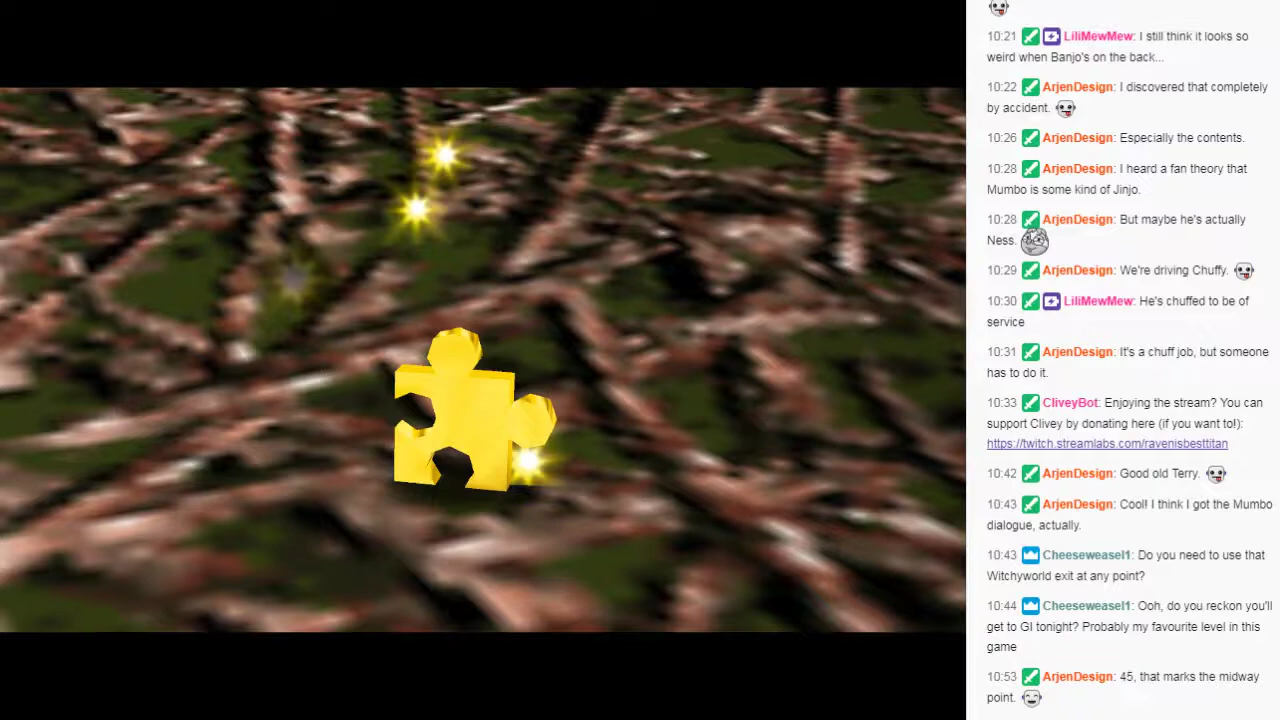 10:21 LiliMewMew: I still think it looks so
weird when Banjo's on the back...
10:22 ArjenDesign: I discovered that completely
by accident.
10:26 ArjenDesign: Especially the contents.
10:28 ArjenDesign: I heard a fan theory that
Mumbo is some kind of Jinjo.
10:28 ArjenDesign: But maybe he's actually
Ness.
10:29 ArjenDesign: We're driving Chuffy.
10:30 LiliMewMew: He's chuffed to be of
service
10:31 ArjenDesign: It's a chuff job, but someone
has to do it.
10:33 CliveyBot: Enjoying the stream? You can
support Clivey by donating here (if you want to!):
https://twitch.streamlabs.com/ravenisbesttitan
10:42 ArjenDesign: Good old Terry.
10:43 ArjenDesign: Cool! I think I got the Mumbo
dialogue, actually.
10:43 Cheeseweasel1: Do you need to use that
Witchyworld exit at any point?
10:44 Cheeseweasel1: Ooh, do you reckon you'll
get to GI tonight? Probably my favourite level in this
game
10:53 ArjenDesign: 45, that marks the midway
point.